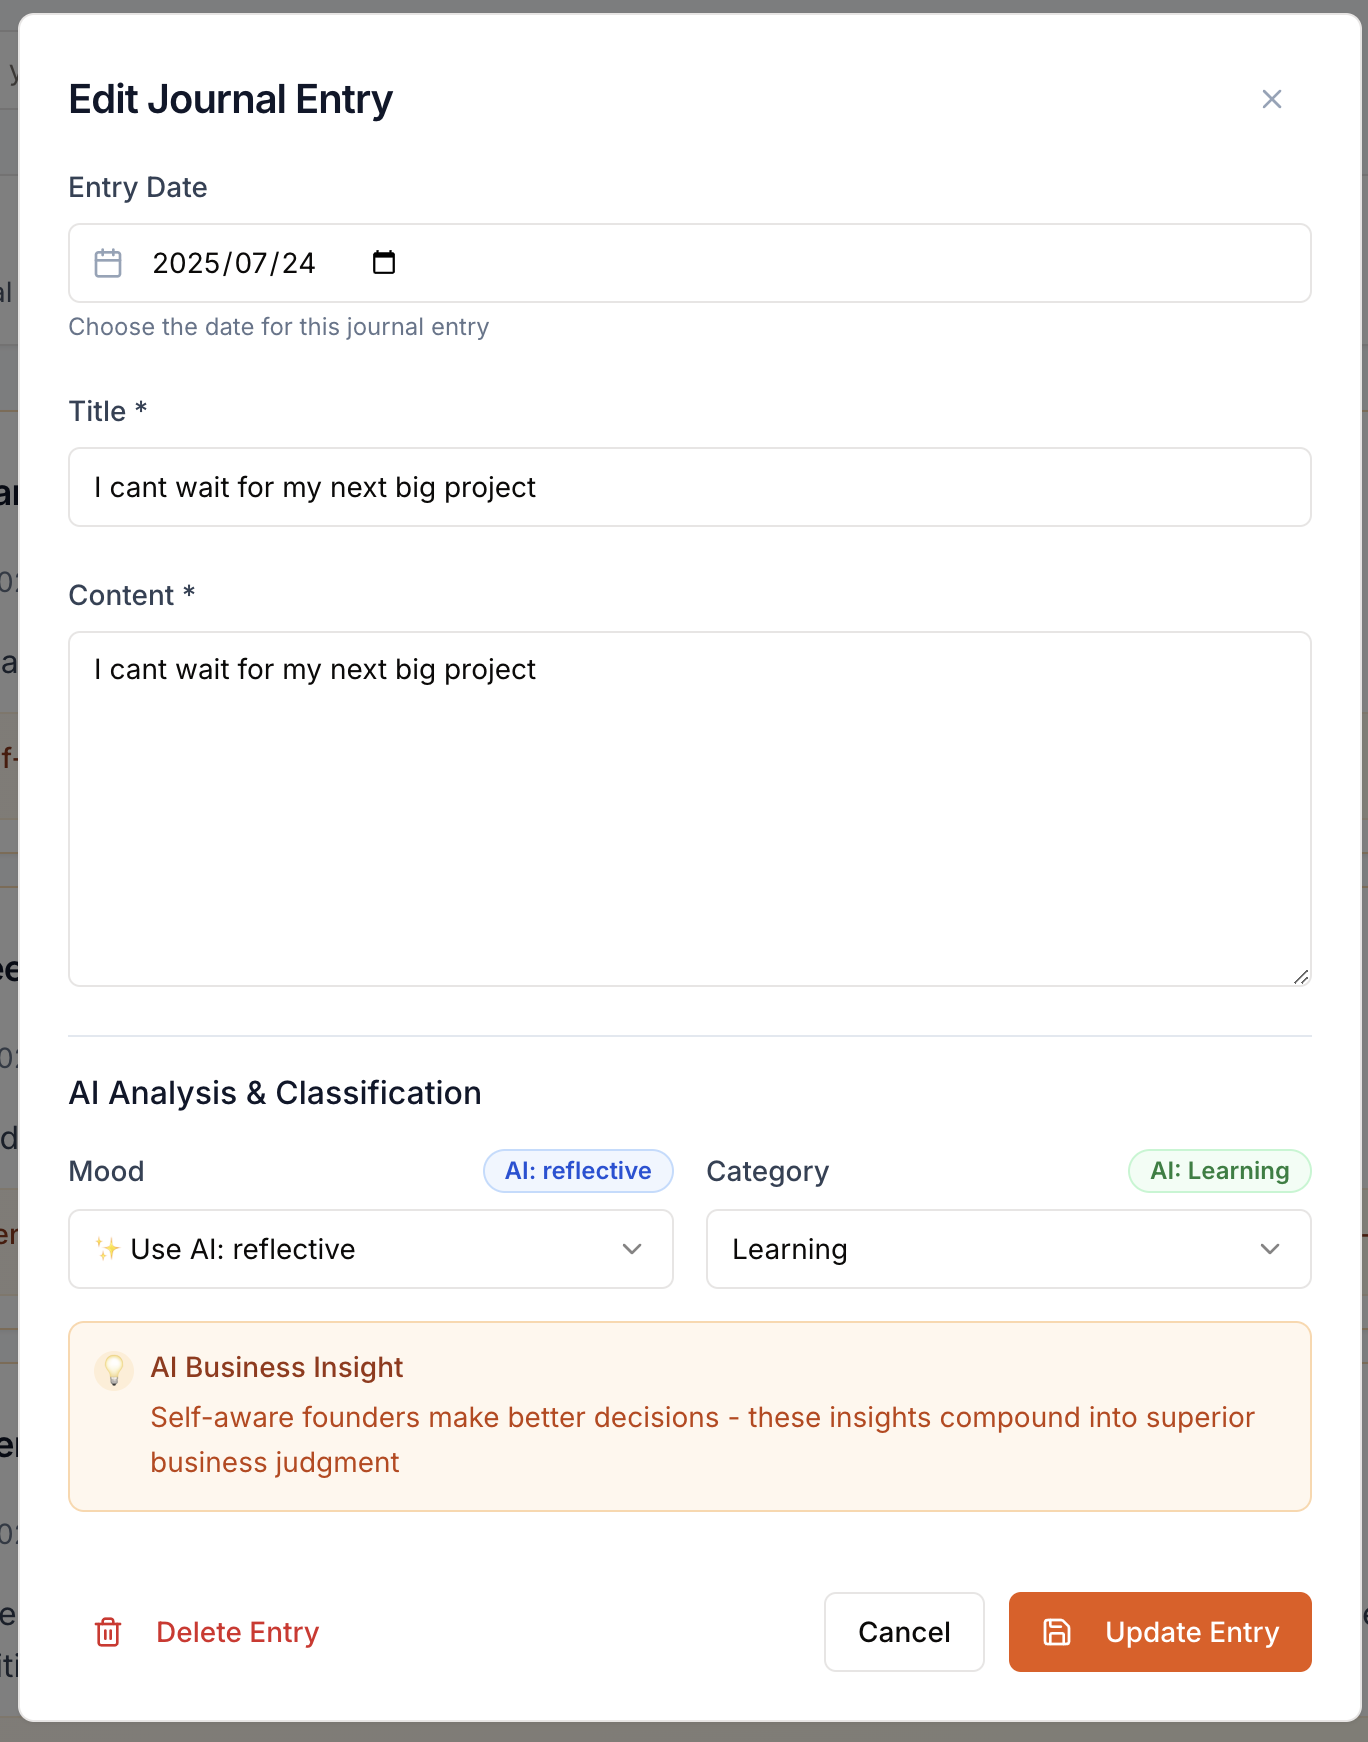 Edit Journal Entry
Entry Date
2025/07/24
Choose the date for this journal entry
Title *
I cant wait for my next big project
Content *
I cant wait for my next big project
AI Analysis & Classification
Mood
AI: reflective
Category
AI: Learning
✨ Use AI: reflective
Learning
AI Business Insight
Self-aware founders make better decisions - these insights compound into superior
business judgment
Delete Entry
Cancel
Update Entry